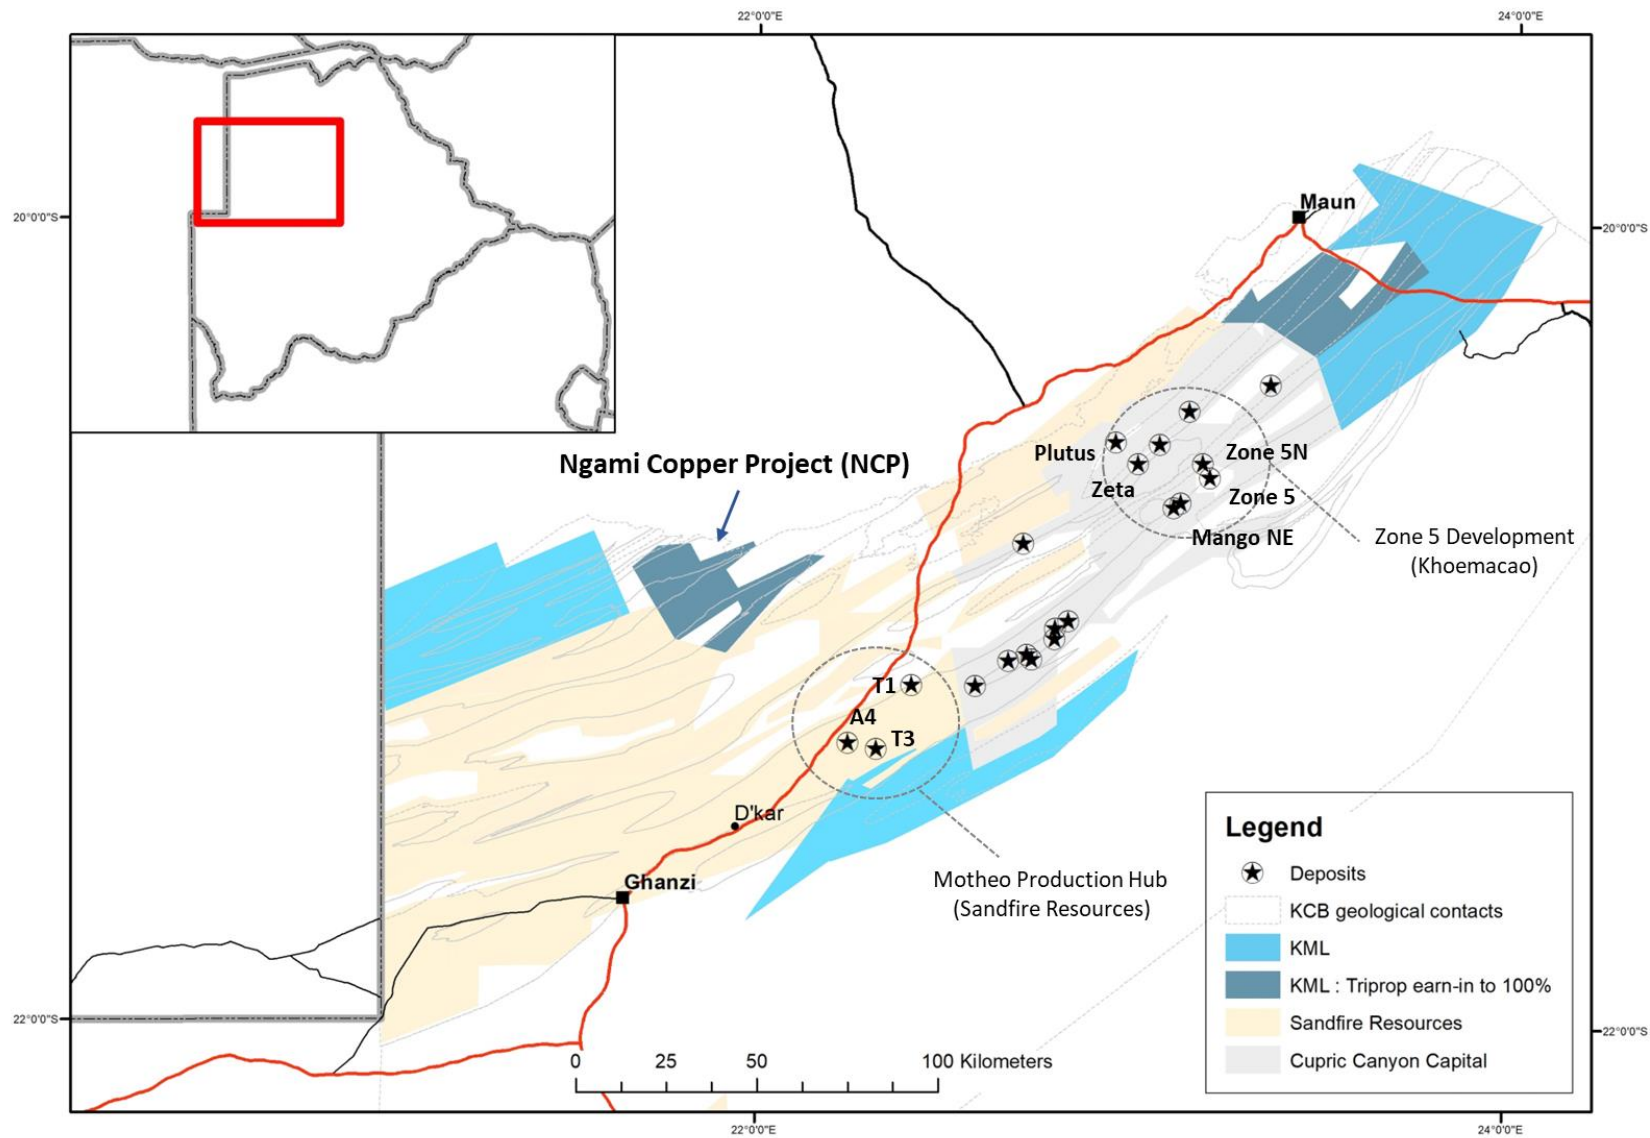 22°0'0"E
24°0'0"E
20°0'0"S
20°0'0"S
Maun
Plutus
Zone 5N
Zeta
Zone 5
Mango NE
Zone 5 Development
(Khoemacao)
Ngami Copper Project (NCP)
T1
A4
T3
D'kar
Ghanzi
Motheo Production Hub
(Sandfire Resources)
Legend
Deposits
KCB geological contacts
KML
KML : Triprop earn-in to 100%
Sandfire Resources
Cupric Canyon Capital
22°0'0"S
22°0'0"S
0 25 50 100 Kilometers
22°0'0"E
24°0'0"E